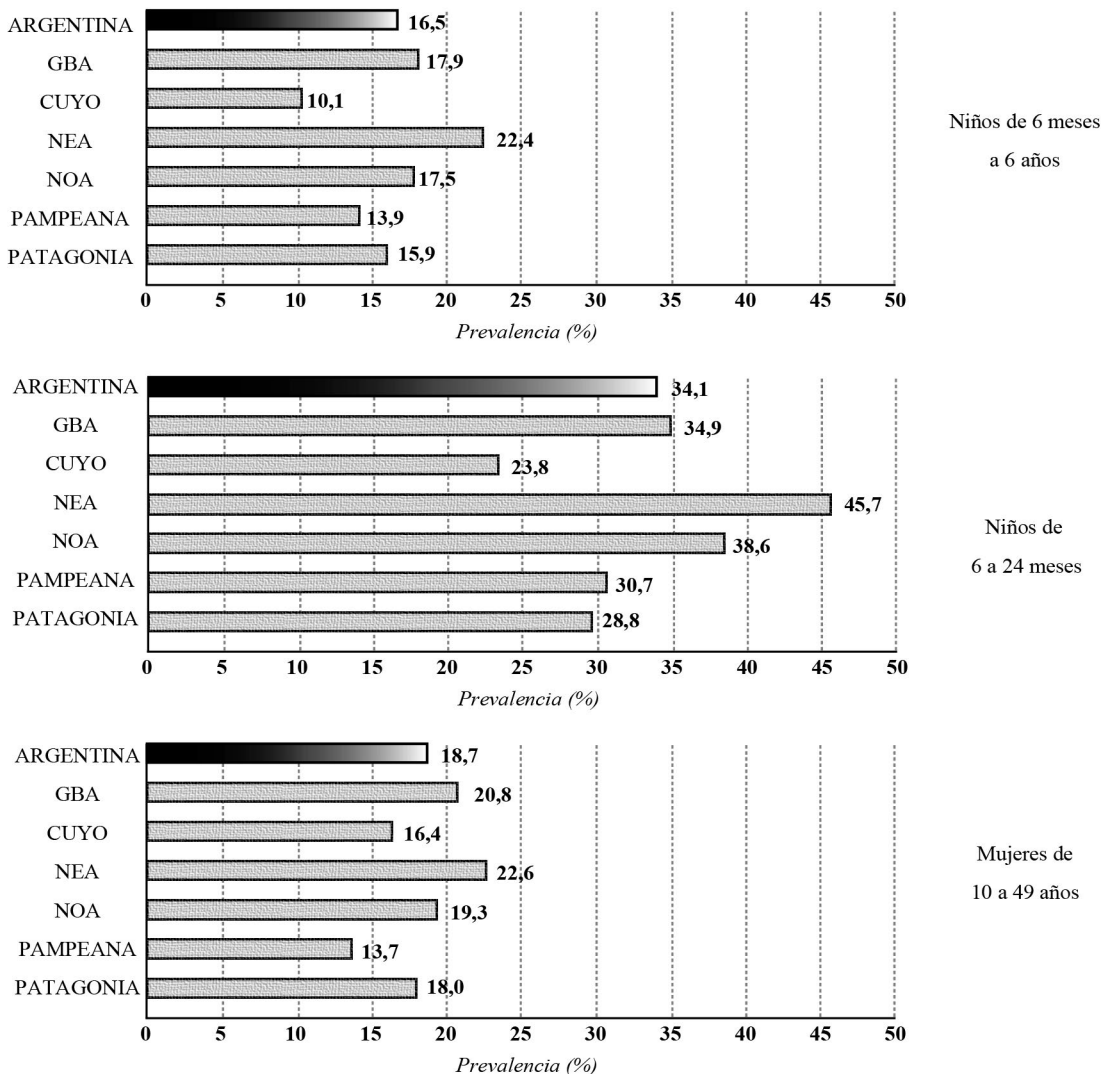 ARGENTINA 16,5
GBA 17,9
CUYO 10,1
NEA 22,4
NOA 17,5
PAMPEANA 13,9
PATAGONIA 15,9
0 5 10 15 20 25 30 35 40 45 50
Prevalencia (%)
Niños de 6 meses
a 6 años
ARGENTINA 34,1
GBA 34,9
CUYO 23,8
NEA 45,7
NOA 38,6
PAMPEANA 30,7
PATAGONIA 28,8
0 5 10 15 20 25 30 35 40 45 50
Prevalencia (%)
Niños de
6 a 24 meses
ARGENTINA 18,7
GBA 20,8
CUYO 16,4
NEA 22,6
NOA 19,3
PAMPEANA 13,7
PATAGONIA 18,0
0 5 10 15 20 25 30 35 40 45 50
Prevalencia (%)
Mujeres de
10 a 49 años